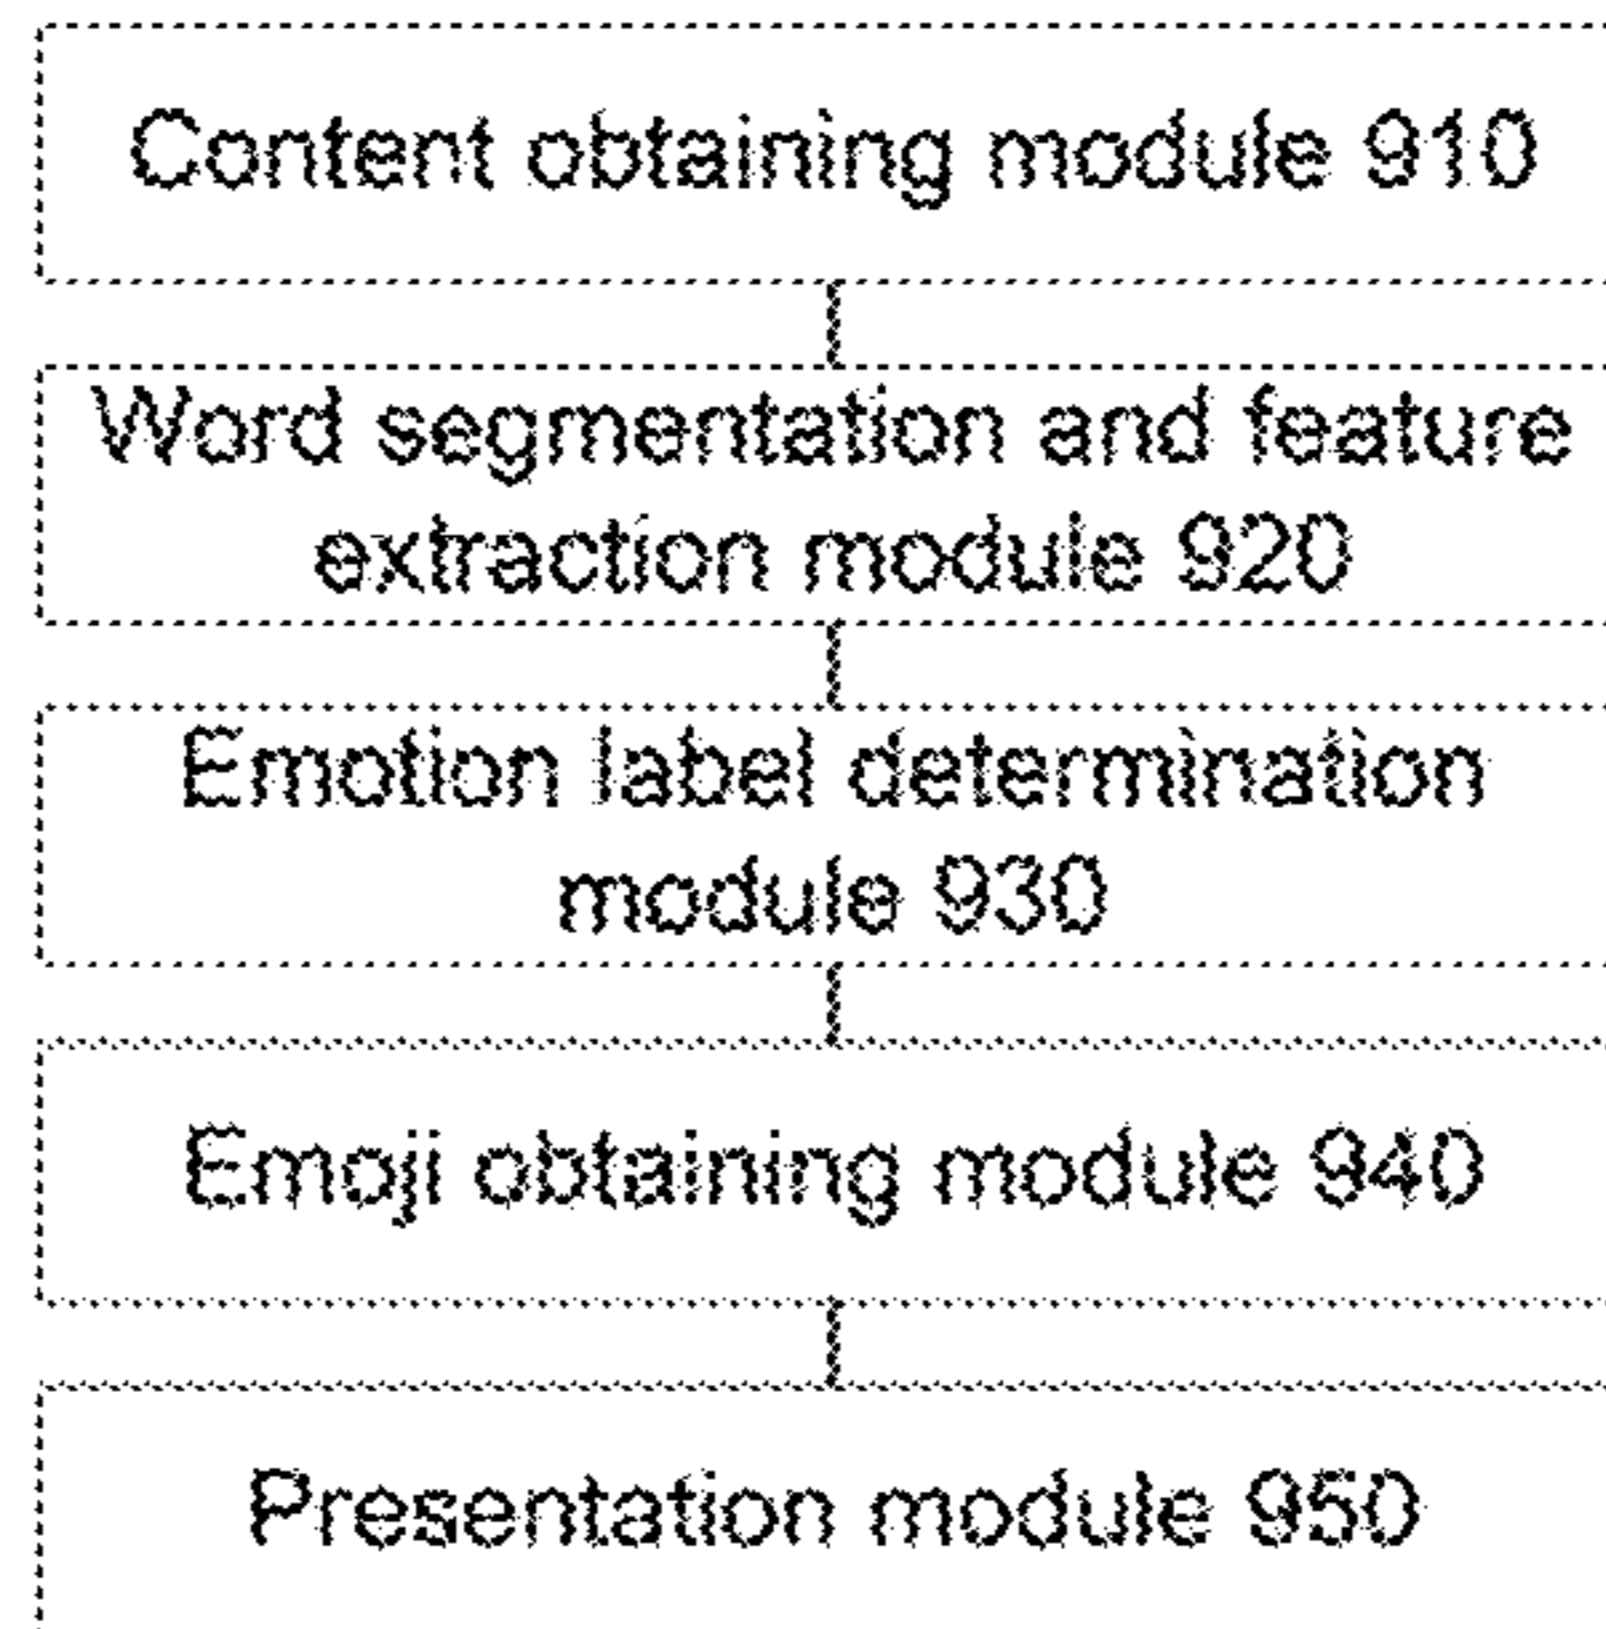 Content obtaining module 910
Word segmentation and feature
extraction module 920
Emotion label determination
module 930
Emoji obtaining module 940
Presentation module 950